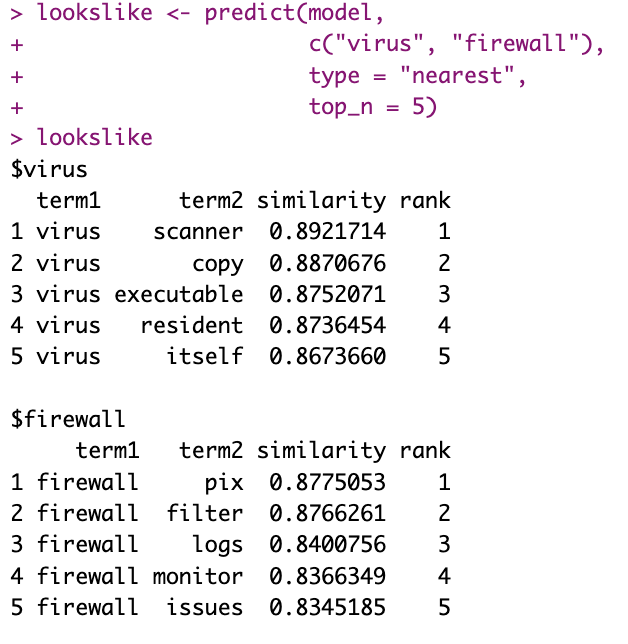 > lookslike <- predict(model,
+                      c("virus", "firewall"),
+                      type = "nearest",
+                      top_n = 5)
> lookslike
$virus
  term1      term2 similarity rank
1 virus    scanner  0.8921714    1
2 virus       copy  0.8870676    2
3 virus executable  0.8752071    3
4 virus   resident  0.8736454    4
5 virus     itself  0.8673660    5

$firewall
     term1   term2 similarity rank
1 firewall     pix  0.8775053    1
2 firewall  filter  0.8766261    2
3 firewall    logs  0.8400756    3
4 firewall monitor  0.8366349    4
5 firewall  issues  0.8345185    5